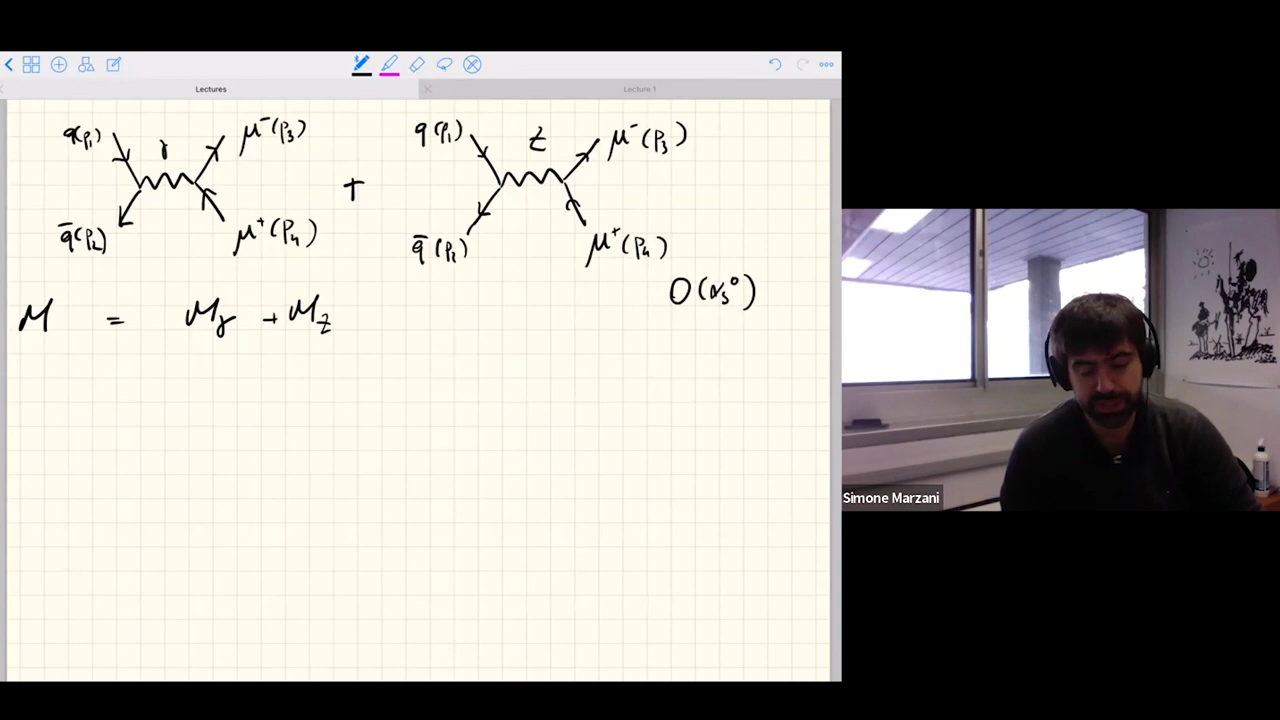 Lectures
Lecture 1
q(p₁) γ μ⁻(p₃) q(p₁) Z μ⁻(p₃)
+
q̄(p₂) μ⁺(p₄) q̄(p₂) μ⁺(p₄)
O(αs⁰)
M = Mγ + Mz
Simone Marzani